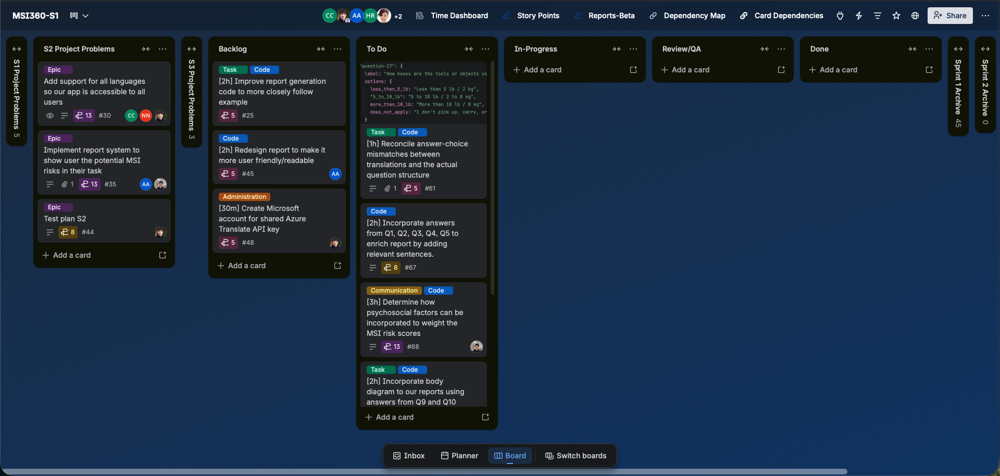 MSI360-S1
CC
AA
HR
+2
Time Dashboard
Story Points
Reports-Beta
Dependency Map
Card Dependencies
Share
S1 Project Problems 5
S2 Project Problems
Epic
Add support for all languages
so our app is accessible to all
users
13 #30 CC NN
Epic
Implement report system to
show user the potential MSI
risks in their task
1 13 #35 AA
Epic
Test plan S2
8 #44
+ Add a card
S3 Project Problems 3
Backlog
Task Code
[2h] Improve report generation
code to more closely follow
example
5 #25
Code
[2h] Redesign report to make it
more user friendly/readable
5 #45 AA
Administration
[30m] Create Microsoft
account for shared Azure
Translate API key
5 #48
+ Add a card
To Do
"question-17": {
label: "How heavy are the tools or objects yo
options: {
less_than_5_lb: "Less than 5 lb / 2 kg",
"5_to_18_lb": "5 to 18 lb / 2 to 8 kg",
more_than_18_lb: "More than 18 lb / 8 kg",
does_not_apply: "I don't pick up, carry, or
}
Task Code
[1h] Reconcile answer-choice
mismatches between
translations and the actual
question structure
1 5 #61
Code
[2h] Incorporate answers
from Q1, Q2, Q3, Q4, Q5 to
enrich report by adding
relevant sentences.
8 #67
Communication Code
[3h] Determine how
psychosocial factors can be
incorporated to weight the
MSI risk scores
13 #68
Task Code
[2h] Incorporate body
diagram to our reports using
answers from Q9 and Q10
+ Add a card
In-Progress
+ Add a card
Review/QA
+ Add a card
Done
+ Add a card
Sprint 1 Archive 45
Sprint 2 Archive 0
Inbox
Planner
Board
Switch boards